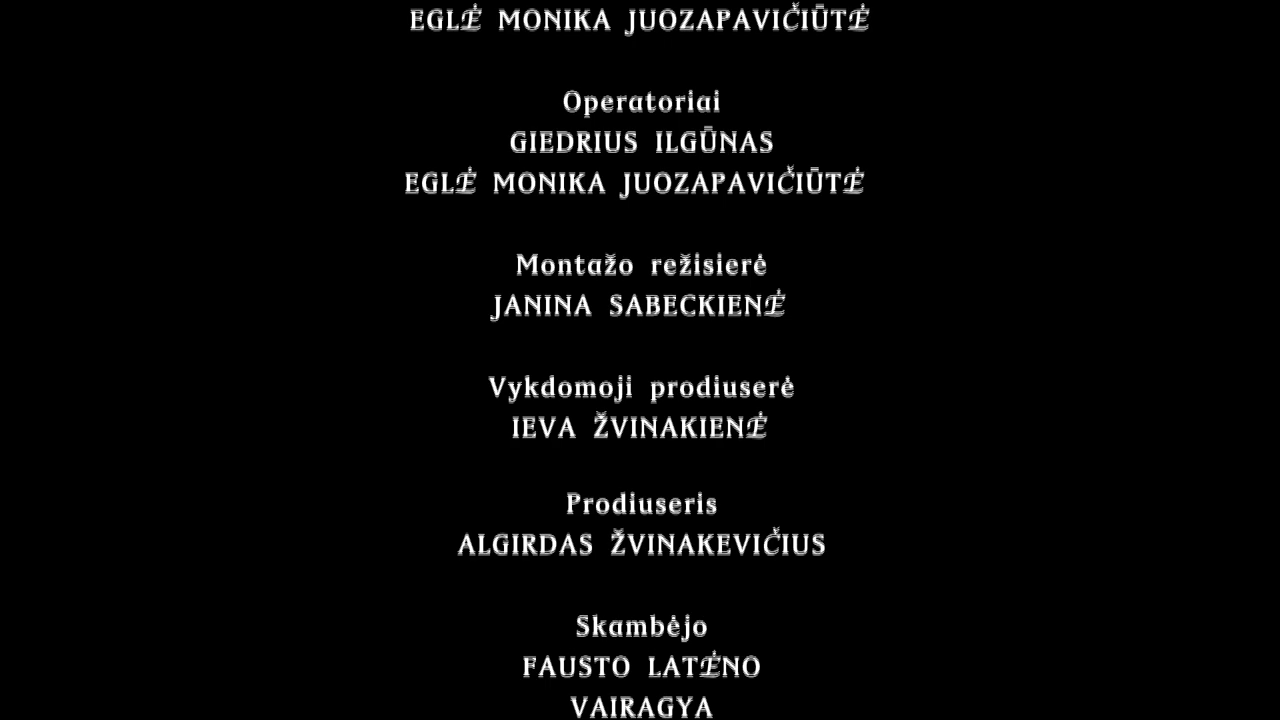 EGLĖ MONIKA JUOZAPAVIČIŪTĖ
Operatoriai
GIEDRIUS ILGŪNAS
EGLĖ MONIKA JUOZAPAVIČIŪTĖ
Montažo režisierė
JANINA SABECKIENĖ
Vykdomoji prodiuserė
IEVA ŽVINAKIENĖ
Prodiuseris
ALGIRDAS ŽVINAKEVIČIUS
Skambėjo
FAUSTO LATĖNO
VAIRAGYA